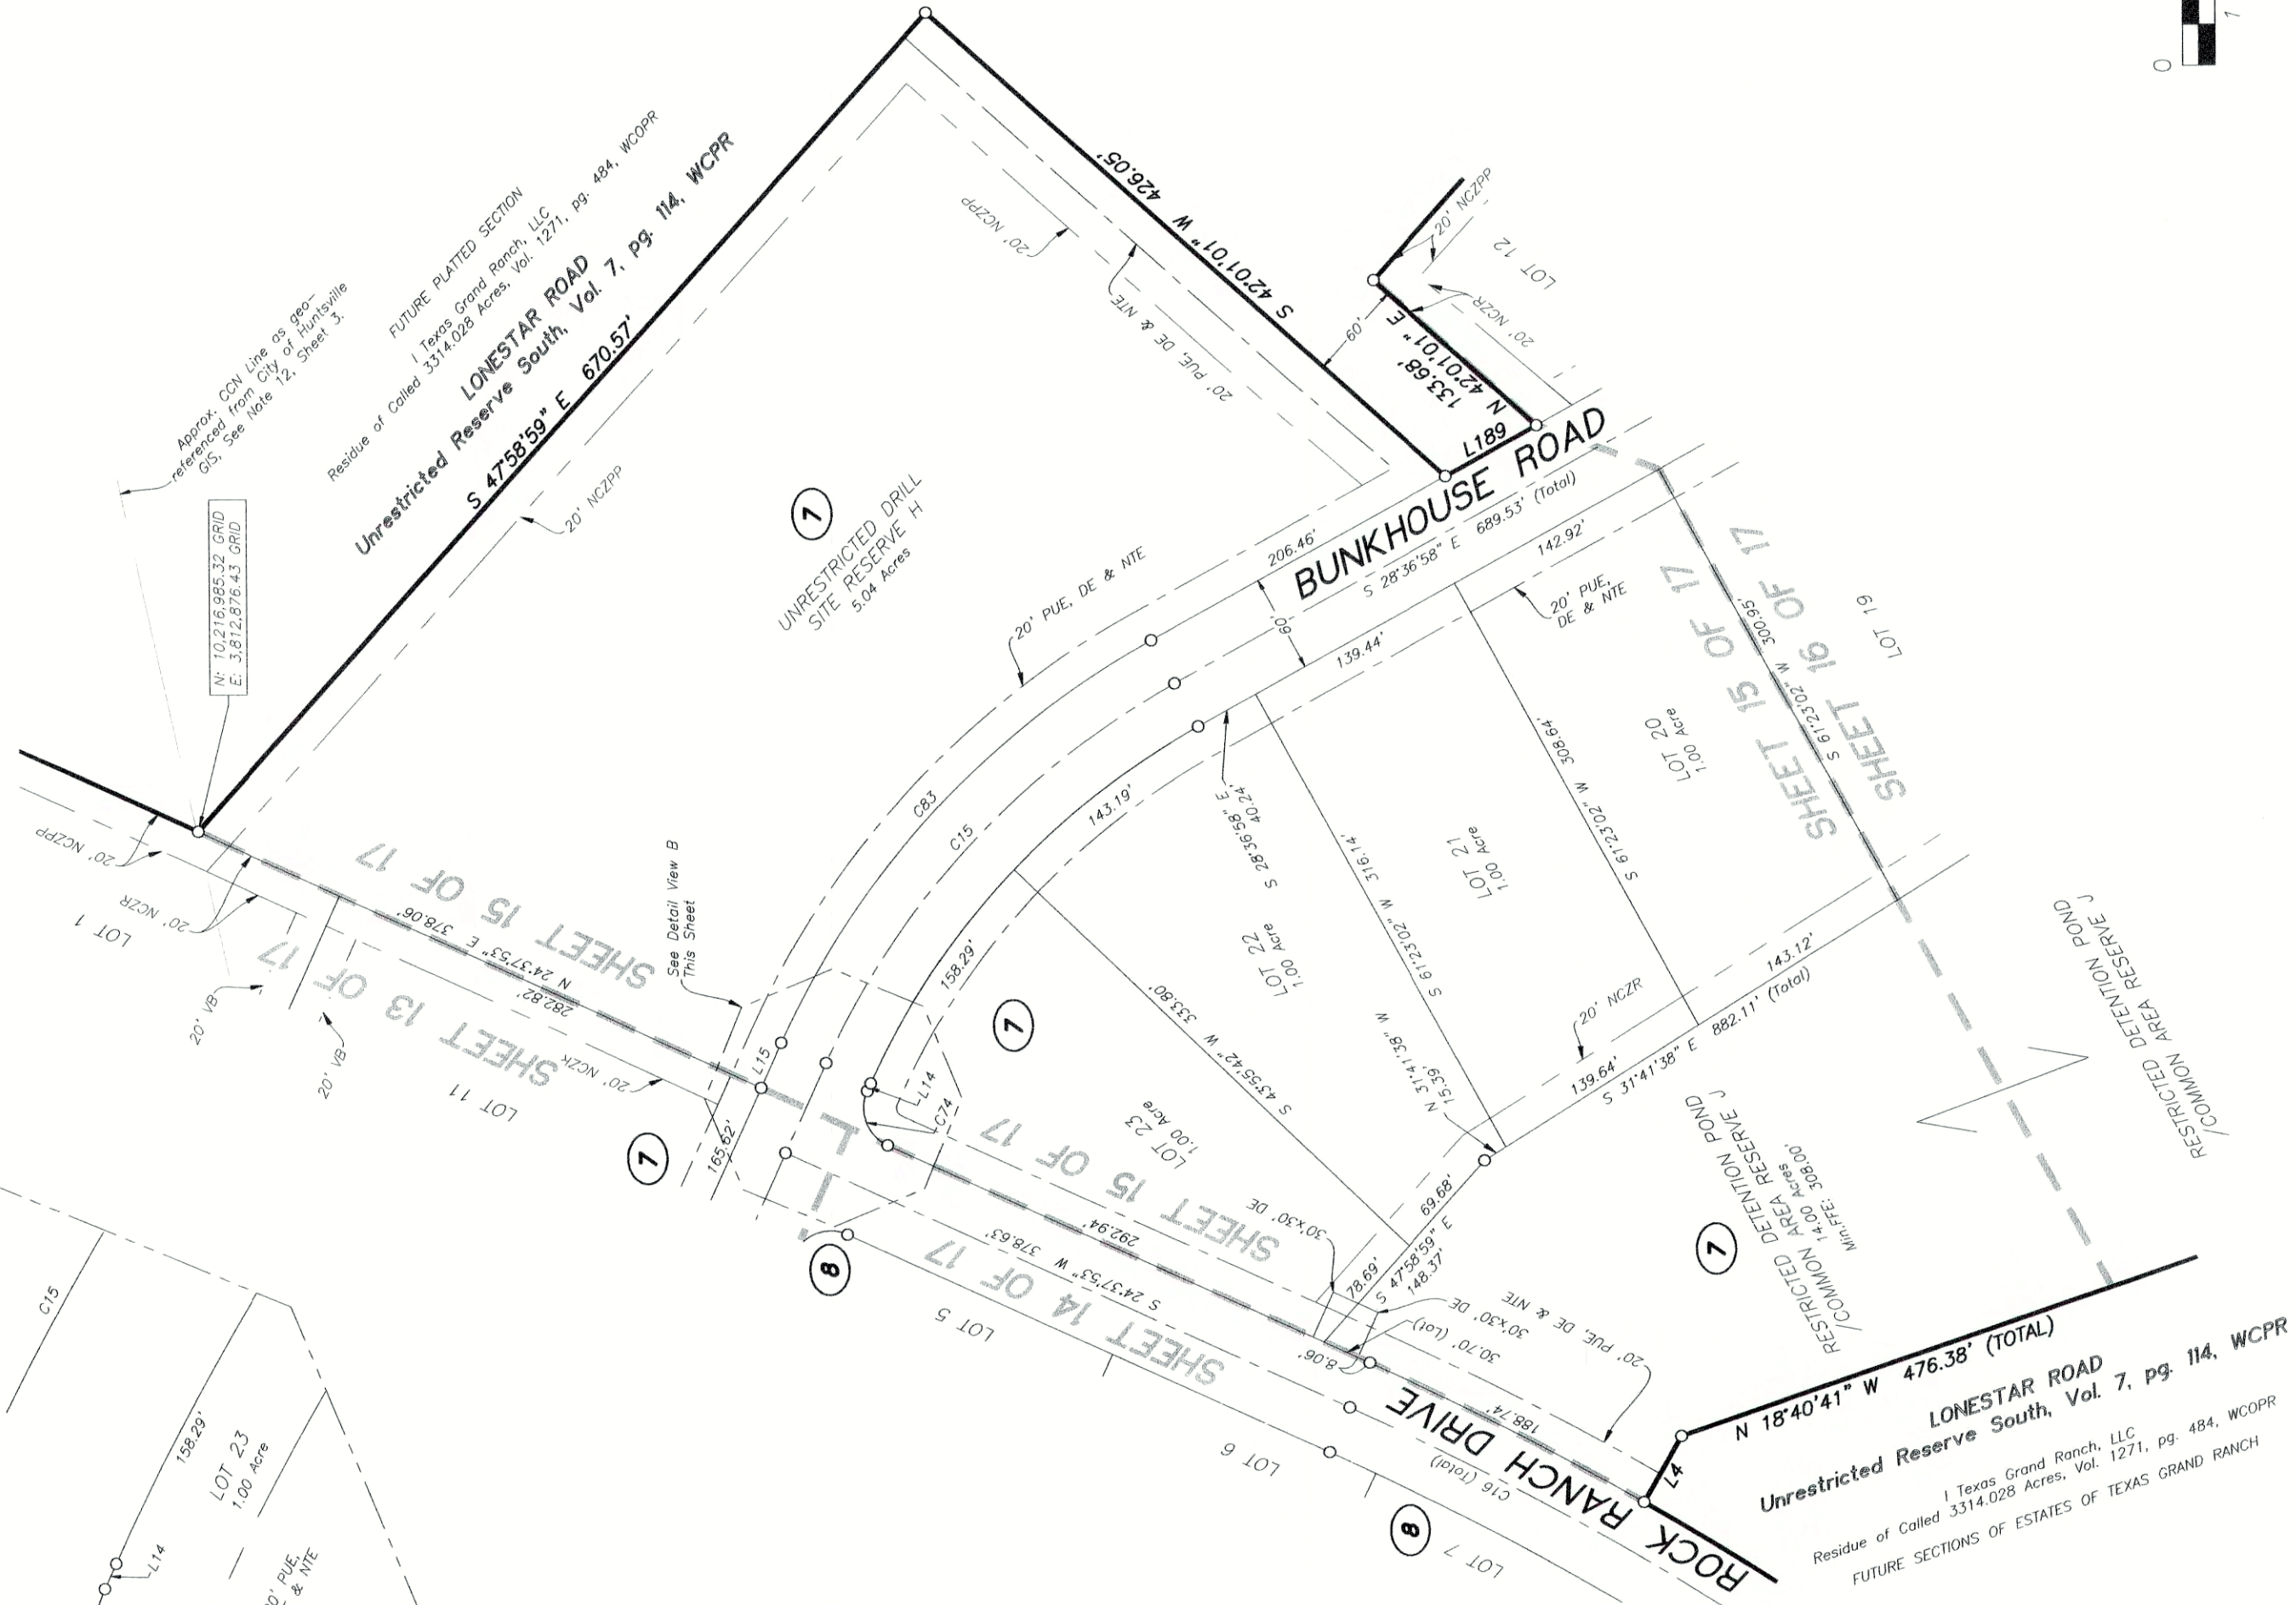 0
1
Approx. CCN Line as geo-
referenced from City of Huntsville
GIS, See Note 12, Sheet 3.
FUTURE PLATTED SECTION
1 Texas Grand Ranch, LLC
Residue of Called 3314.028 Acres, Vol. 1271, pg. 484, WCOPR
LONESTAR ROAD
Unrestricted Reserve South, Vol. 7, pg. 114, WCPR
S 47°58'59" E 670.57'
20' NCZPP
N: 10,216,985.32 GRID
E: 3,812,876.43 GRID
S 42°01'01" W 426.05'
20' NCZPP
20' PUE, DE & NTE
20' NCZPP
LOT 12
20' NCZR
60'
N 42°01'01" E
133.68'
L189
BUNKHOUSE ROAD
S 28°36'58" E 689.53' (Total)
206.46'
142.92'
7
UNRESTRICTED DRILL
SITE RESERVE H
5.04 Acres
20' PUE, DE & NTE
60'
139.44'
20' PUE,
DE & NTE
SHEET 15 OF 17
S 61°23'02" W 300.95'
SHEET 16 OF 17
LOT 19
LOT 20
1.00 Acre
S 61°23'02" W 308.64'
LOT 21
1.00 Acre
S 61°23'02" W 316.14'
S 28°36'58" E
40.24'
LOT 22
1.00 Acre
C83
C15
143.19'
158.29'
S 43°55'42" W 333.80'
7
LOT 23
1.00 Acre
N 31°41'38" W
15.39'
20' NCZR
139.64'
143.12'
S 31°41'38" E 882.11' (Total)
20' NCZPP
20' NCZR
LOT 1
SHEET 15 OF 17
378.06'
N 24°37'53" E
282.82'
SHEET 13 OF 17
20' VB
20' VB
LOT 11
20' NCZR
See Detail View B
This Sheet
L15
165.62'
7
L14
C74
SHEET 15 OF 17
30'x30' DE
292.94'
378.63'
S 24°37'53" W
SHEET 14 OF 17
8
LOT 5
69.68'
78.69'
S 47°58'59" E
148.37'
30'x30' DE
20' PUE, DE & NTE
30.70' (Lot)
8.06'
188.74'
ROCK RANCH DRIVE
C16 (Total)
LOT 6
8
LOT 7
7
RESTRICTED DETENTION POND
/COMMON AREA RESERVE J
14.00 Acres
Min.FFE: 308.00'
RESTRICTED DETENTION POND
/COMMON AREA RESERVE J
L4
N 18°40'41" W 476.38' (TOTAL)
LONESTAR ROAD
Unrestricted Reserve South, Vol. 7, pg. 114, WCPR
1 Texas Grand Ranch, LLC
Residue of Called 3314.028 Acres, Vol. 1271, pg. 484, WCOPR
FUTURE SECTIONS OF ESTATES OF TEXAS GRAND RANCH
C15
158.29'
LOT 23
1.00 Acre
L14
PUE,
& NTE